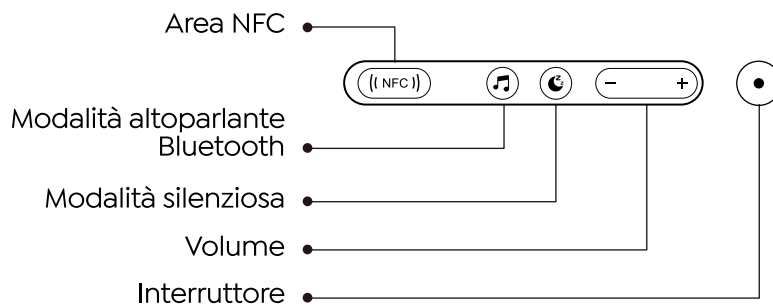 Area NFC
(( NFC ))
− +
Modalità altoparlante
Bluetooth
Modalità silenziosa
Volume
Interruttore